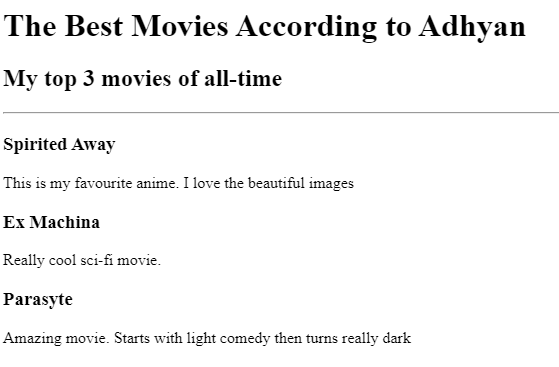 The Best Movies According to Adhyan
My top 3 movies of all-time
Spirited Away
This is my favourite anime. I love the beautiful images
Ex Machina
Really cool sci-fi movie.
Parasyte
Amazing movie. Starts with light comedy then turns really dark